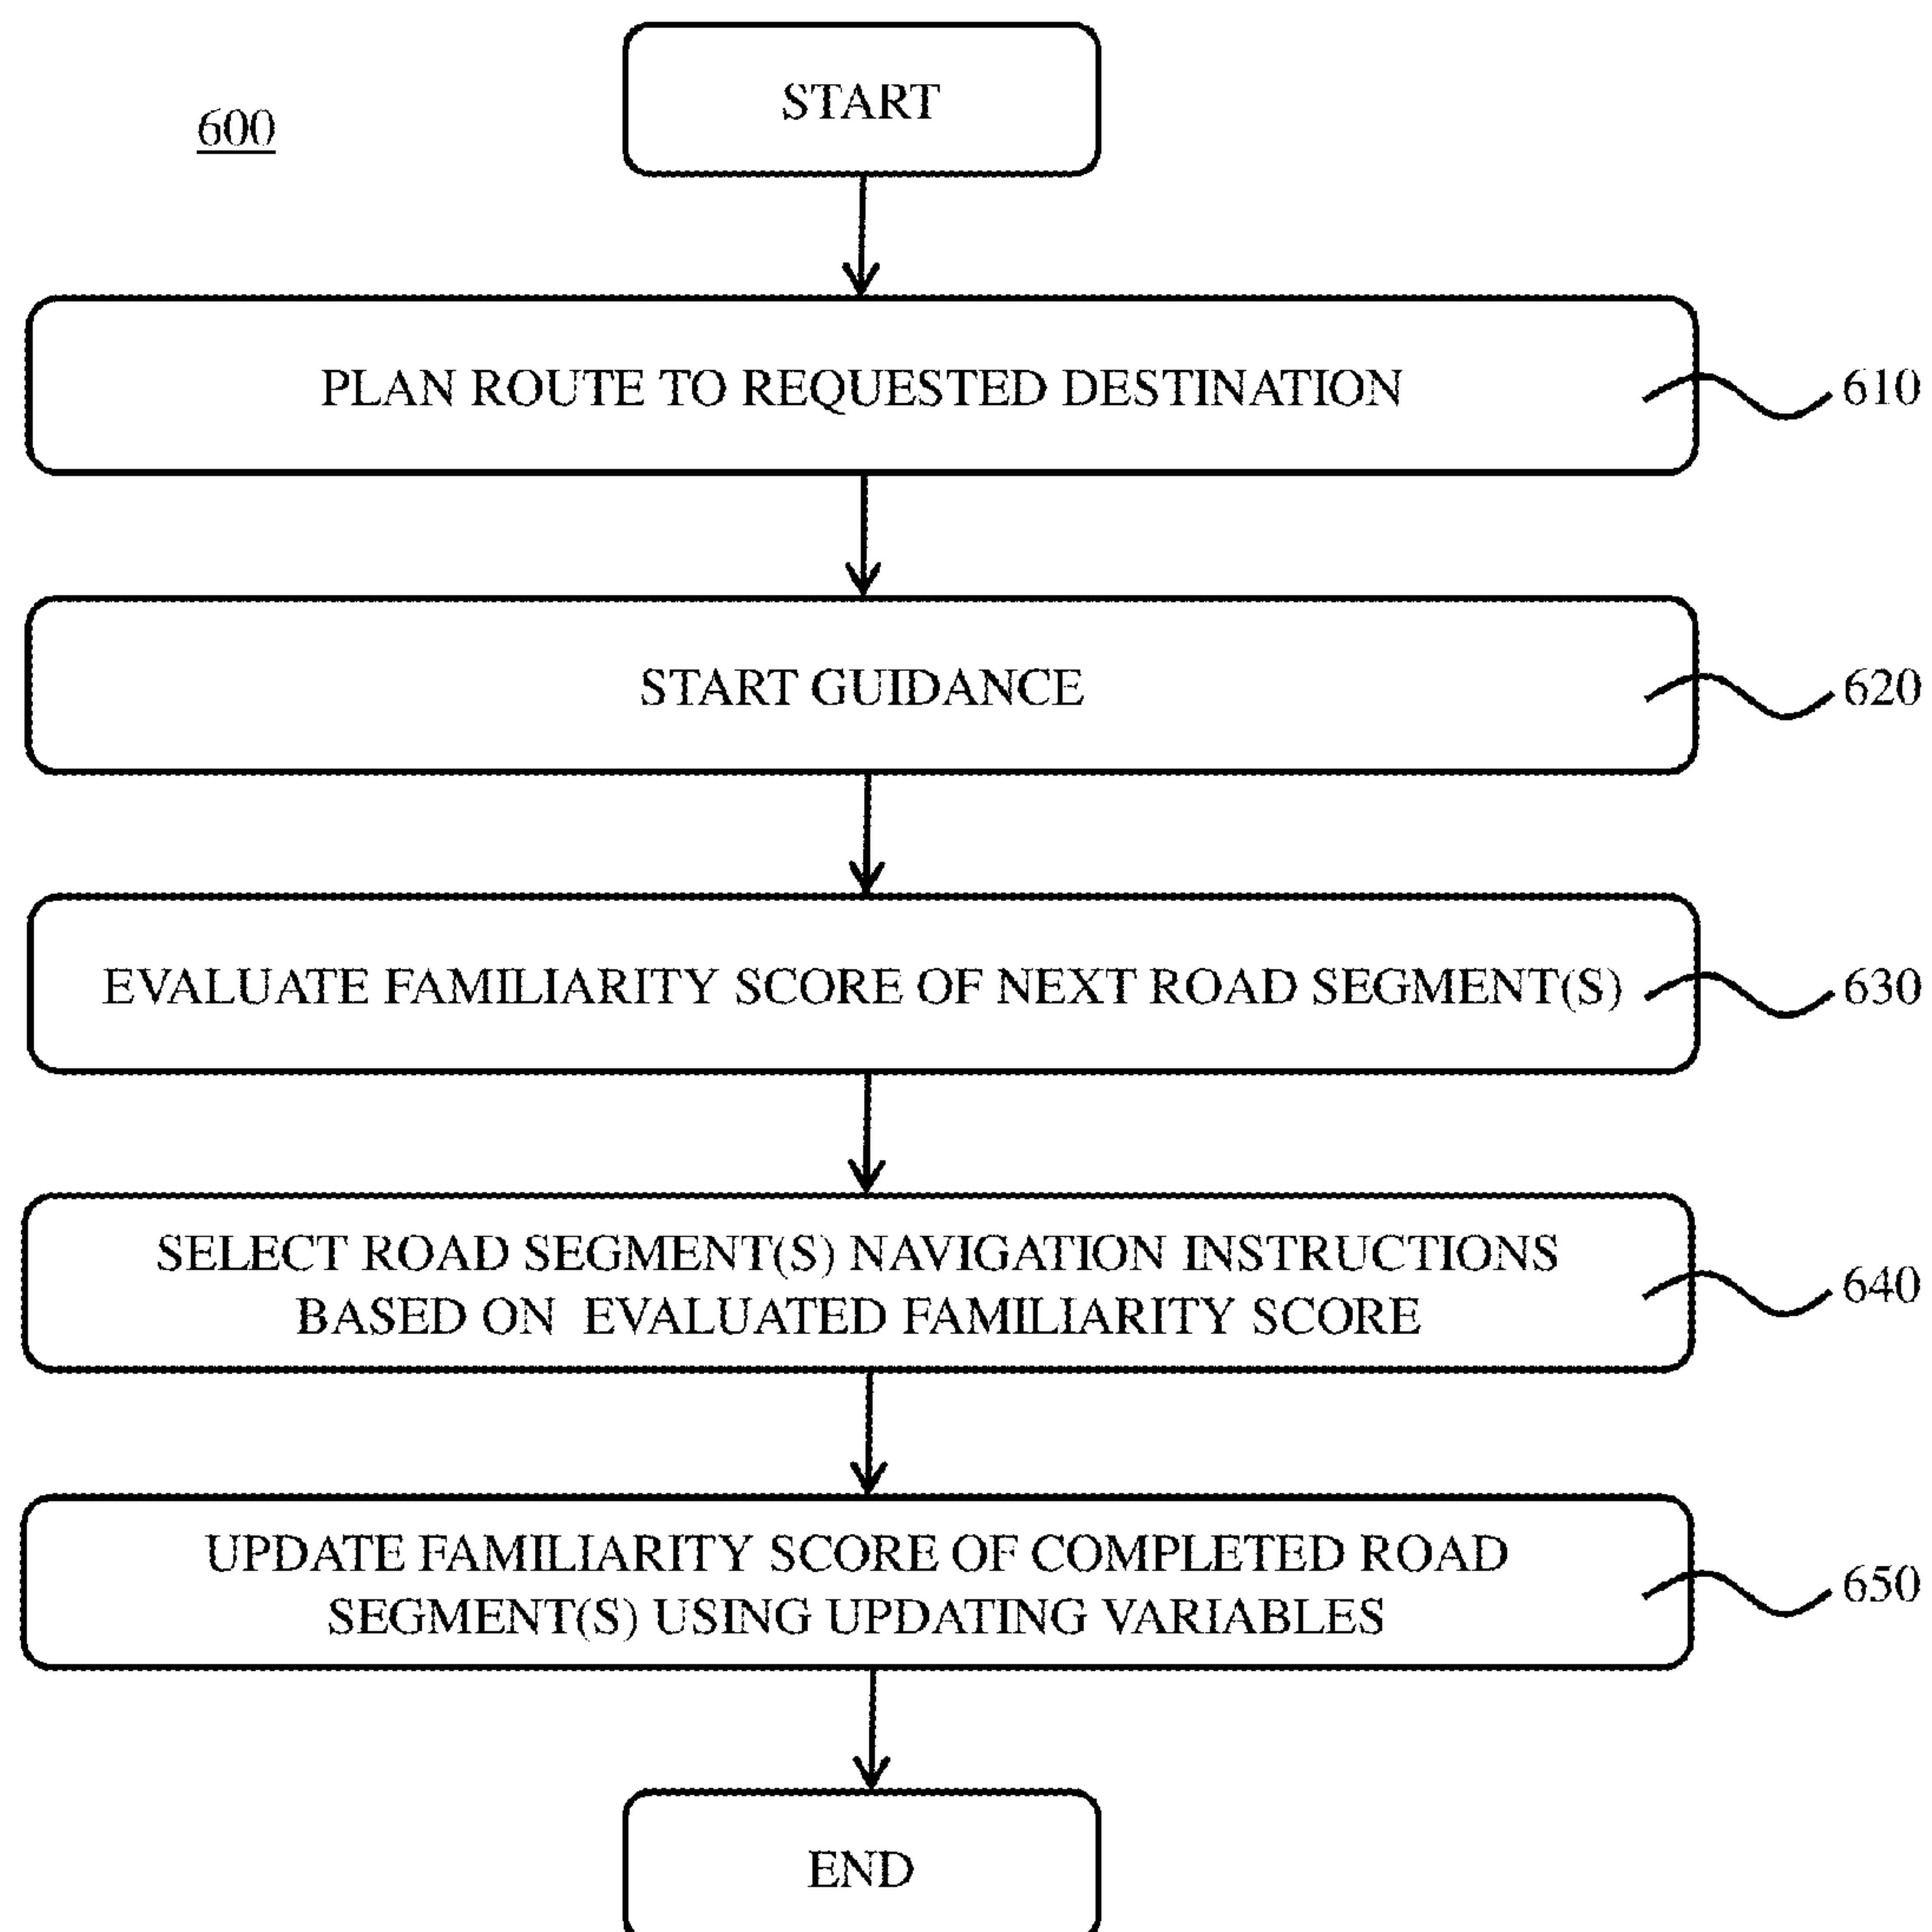 START
600
PLAN ROUTE TO REQUESTED DESTINATION
610
START GUIDANCE
620
EVALUATE FAMILIARITY SCORE OF NEXT ROAD SEGMENT(S)
630
SELECT ROAD SEGMENT(S) NAVIGATION INSTRUCTIONS
BASED ON EVALUATED FAMILIARITY SCORE
640
UPDATE FAMILIARITY SCORE OF COMPLETED ROAD
SEGMENT(S) USING UPDATING VARIABLES
650
END